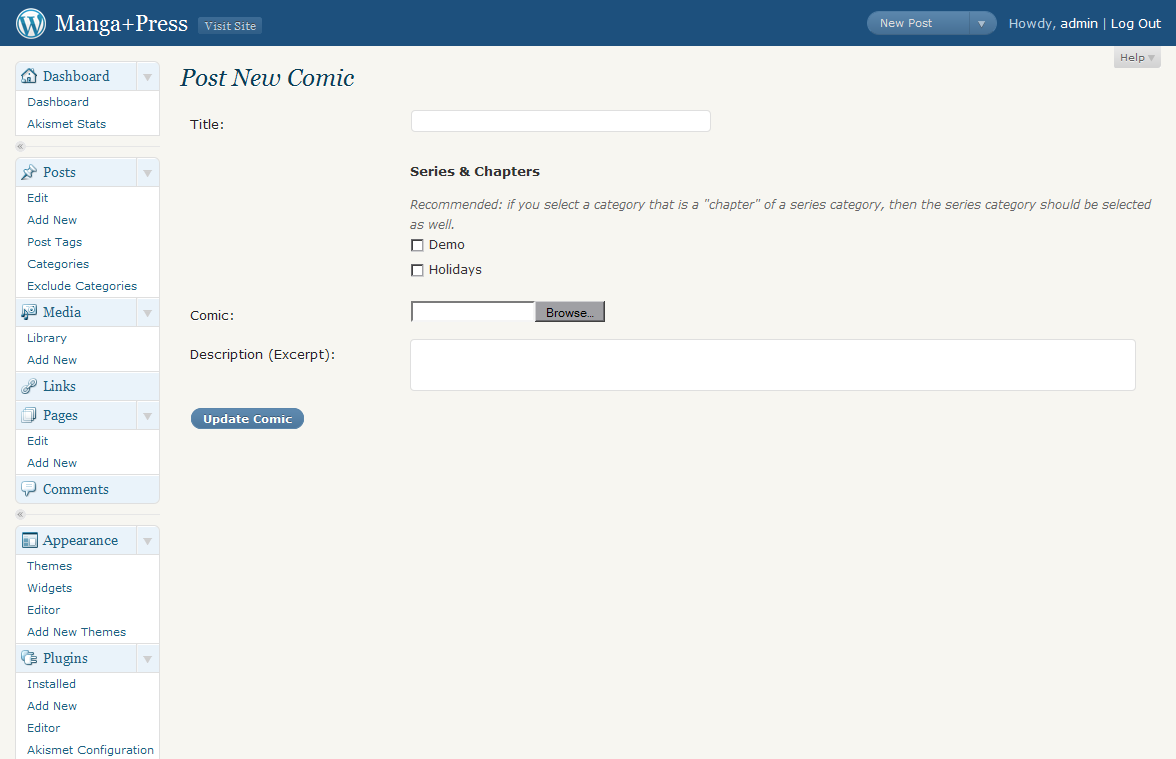 Manga+Press Visit Site New Post Howdy, admin | Log Out
Help
Dashboard
Dashboard
Akismet Stats
Posts
Edit
Add New
Post Tags
Categories
Exclude Categories
Media
Library
Add New
Links
Pages
Edit
Add New
Comments
Appearance
Themes
Widgets
Editor
Add New Themes
Plugins
Installed
Add New
Editor
Akismet Configuration
Post New Comic
Title:
Series & Chapters
Recommended: if you select a category that is a "chapter" of a series category, then the series category should be selected
as well.
Demo
Holidays
Comic: Browse...
Description (Excerpt):
Update Comic